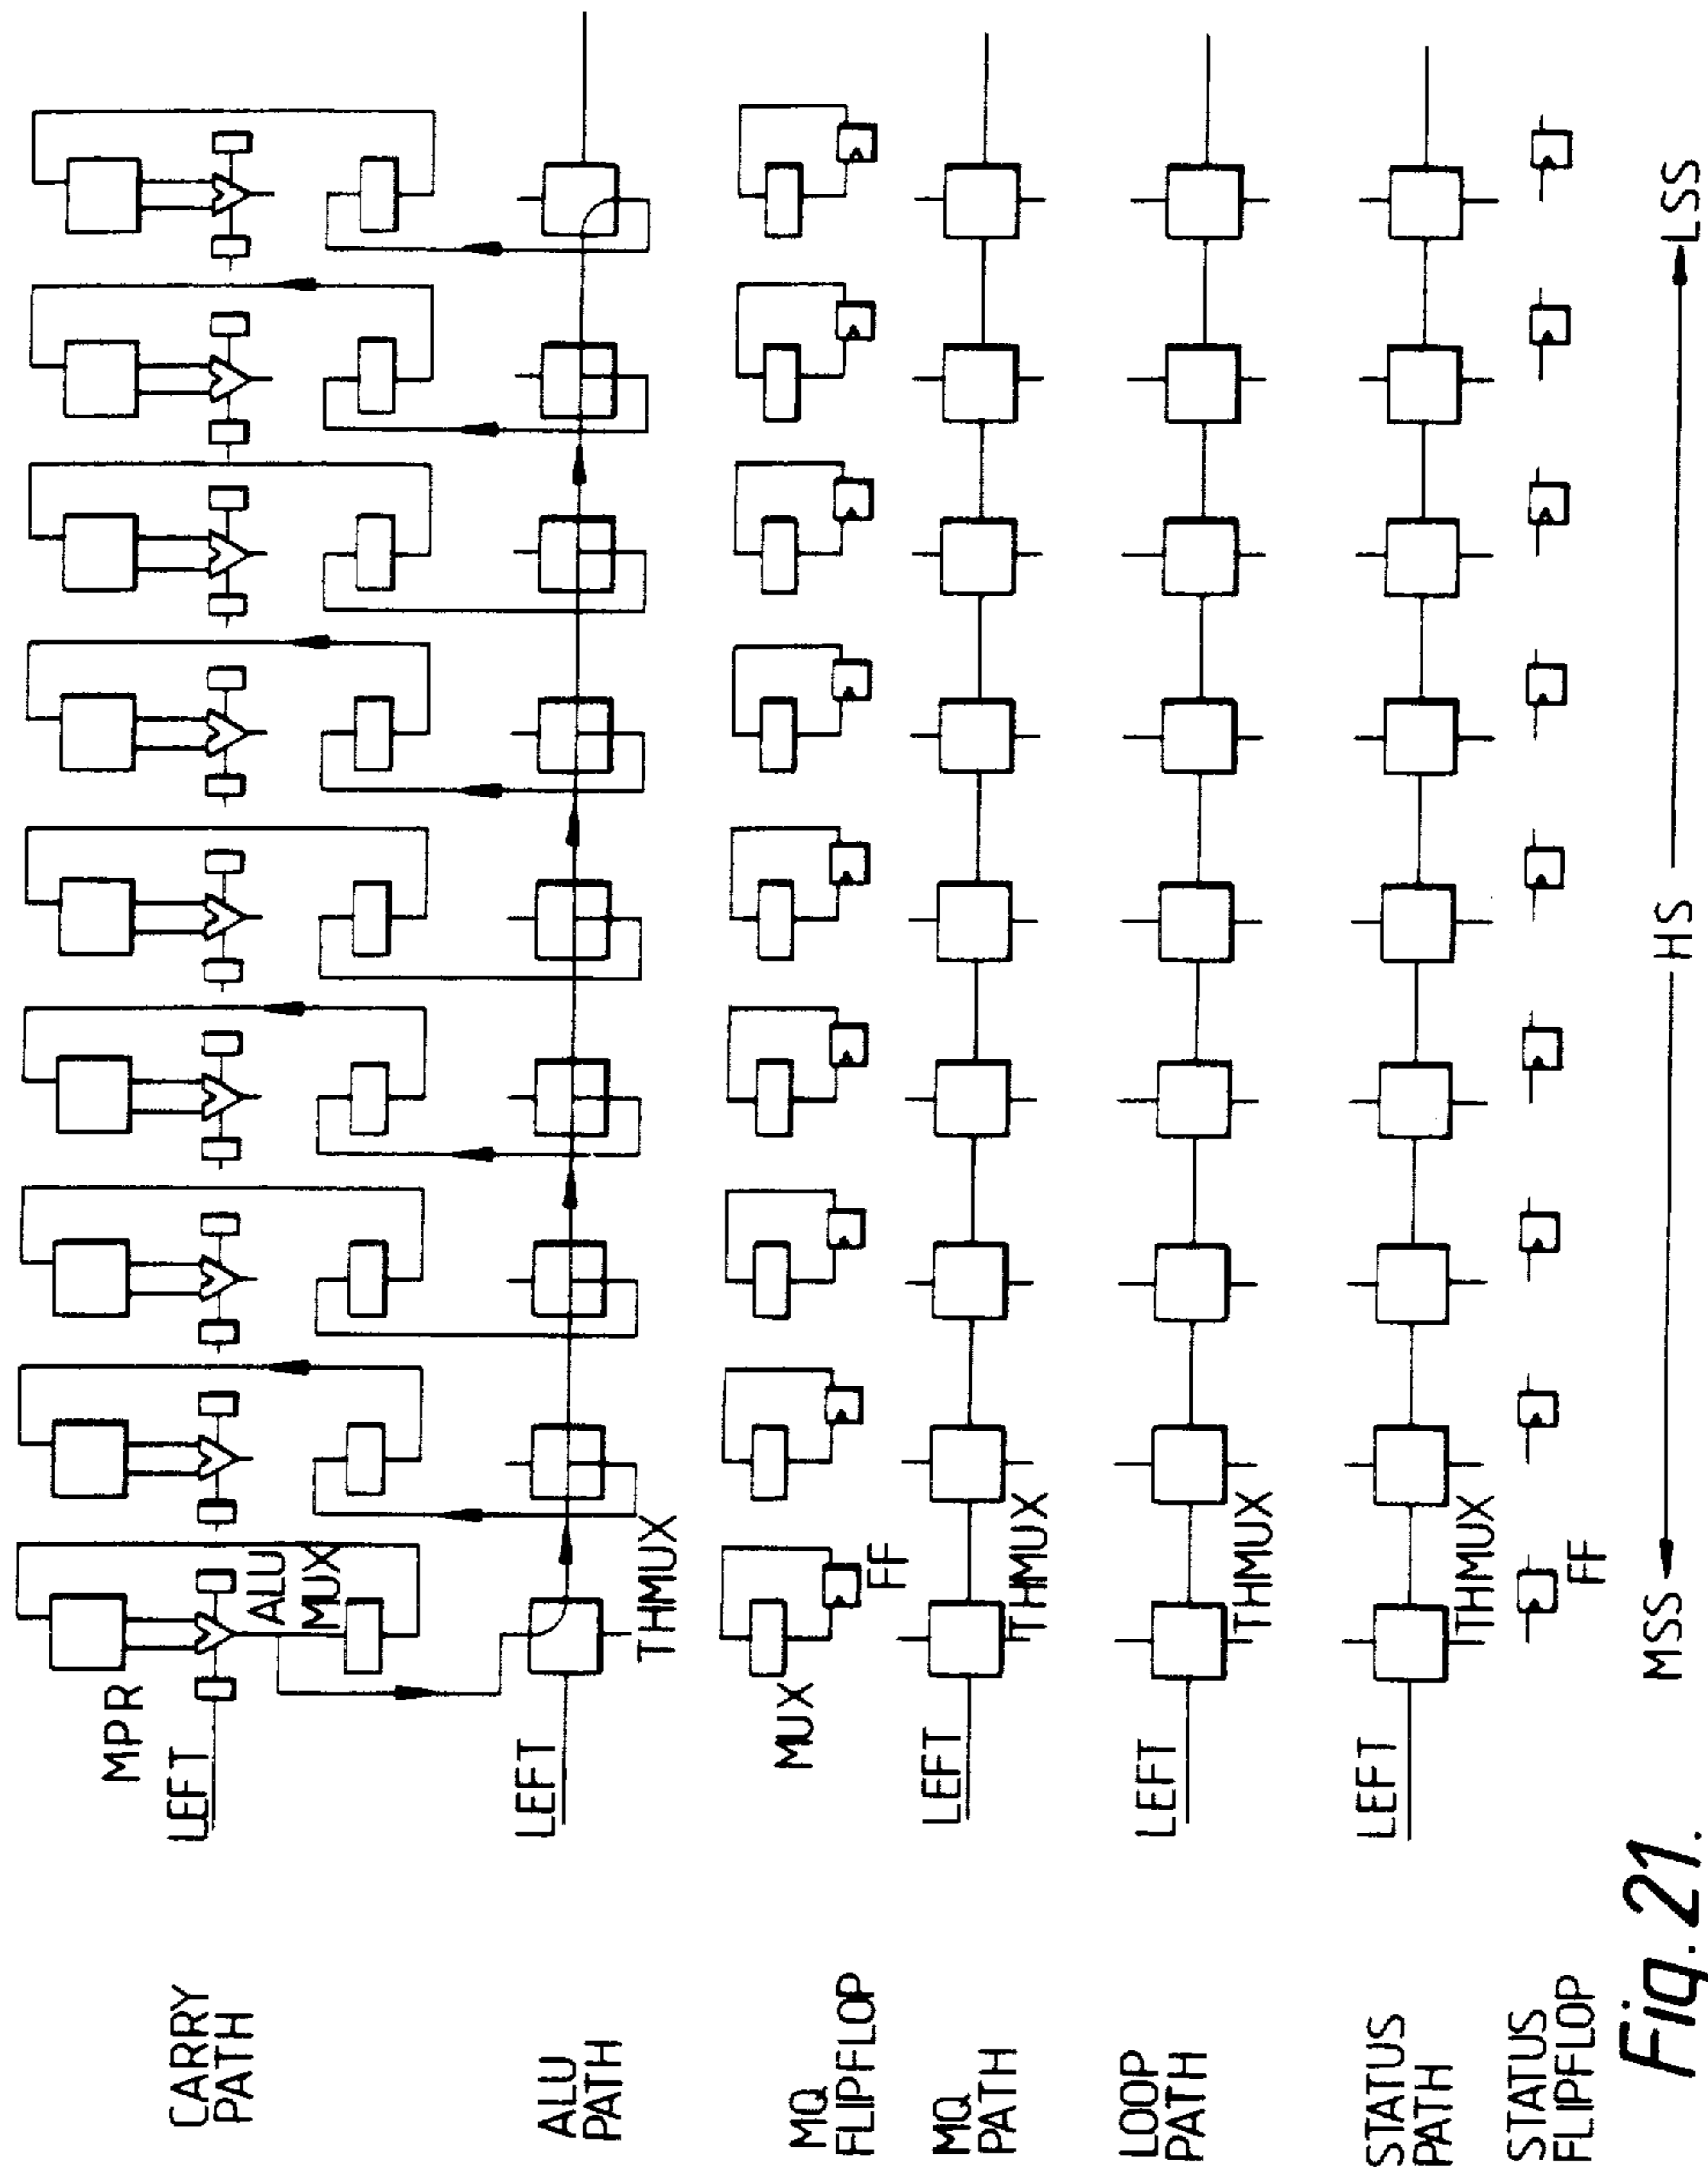 CARRY
PATH
MPR
LEFT
ALU
MUX
ALU
PATH
LEFT
THMUX
MQ
FLIPFLOP
MUX
FF
MQ
PATH
LEFT
THMUX
LOOP
PATH
LEFT
THMUX
STATUS
PATH
LEFT
THMUX
STATUS
FLIPFLOP
FF
MSS HS LSS
Fig. 21.